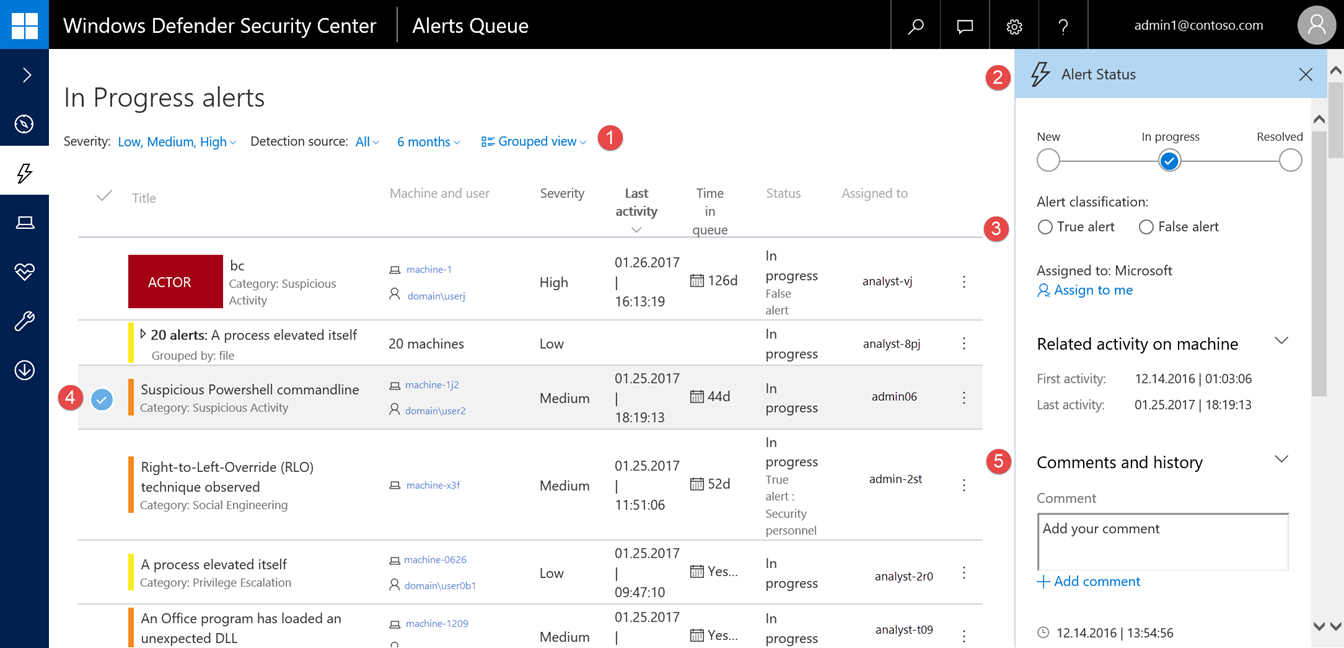 Windows Defender Security Center
Alerts Queue
admin1@contoso.com
In Progress alerts
Severity: Low, Medium, High Detection source: All 6 months Grouped view 1
Title Machine and user Severity Last activity Time in queue Status Assigned to
ACTOR
bc
Category: Suspicious
Activity
machine-1
domain\userj
High
01.26.2017
|
16:13:19
126d
In
progress
False
alert
analyst-vj
20 alerts: A process elevated itself
Grouped by: file
20 machines
Low
In
progress
analyst-8pj
4
Suspicious Powershell commandline
Category: Suspicious Activity
machine-1j2
domain\user2
Medium
01.25.2017
|
18:19:13
44d
In
progress
admin06
Right-to-Left-Override (RLO)
technique observed
Category: Social Engineering
machine-x3f
Medium
01.25.2017
|
11:51:06
52d
In
progress
True
alert :
Security
personnel
admin-2st
A process elevated itself
Category: Privilege Escalation
machine-0626
domain\user0b1
Low
01.25.2017
|
09:47:10
Yes...
In
progress
analyst-2r0
An Office program has loaded an
unexpected DLL
machine-1209
Medium
01.25.2017
|
Yes...
In
progress
analyst-t09
2
Alert Status
New In progress Resolved
Alert classification:
3
True alert False alert
Assigned to: Microsoft
Assign to me
Related activity on machine
First activity: 12.14.2016 | 01:03:06
Last activity: 01.25.2017 | 18:19:13
5
Comments and history
Comment
Add your comment
Add comment
12.14.2016 | 13:54:56